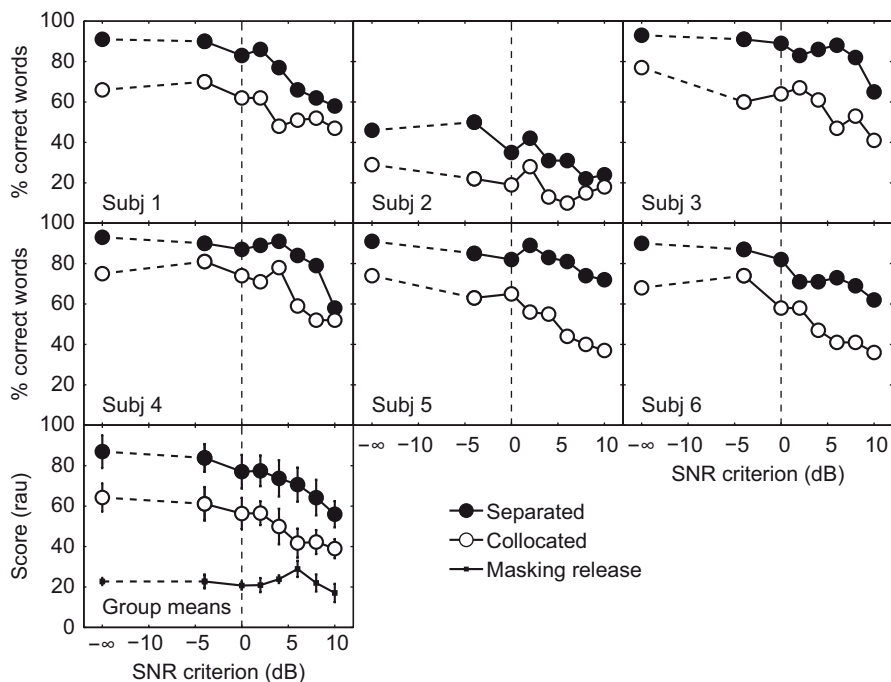 100
80
60
40
20
% correct words
Subj 1
Subj 2
Subj 3
100
80
60
40
20
% correct words
Subj 4
Subj 5
Subj 6
100
80
60
40
20
0
Score (rau)
Group means
−∞ −5 0 5 10
SNR criterion (dB)
−∞ −5 0 5 10
−∞ −5 0 5 10
SNR criterion (dB)
Separated
Collocated
Masking release